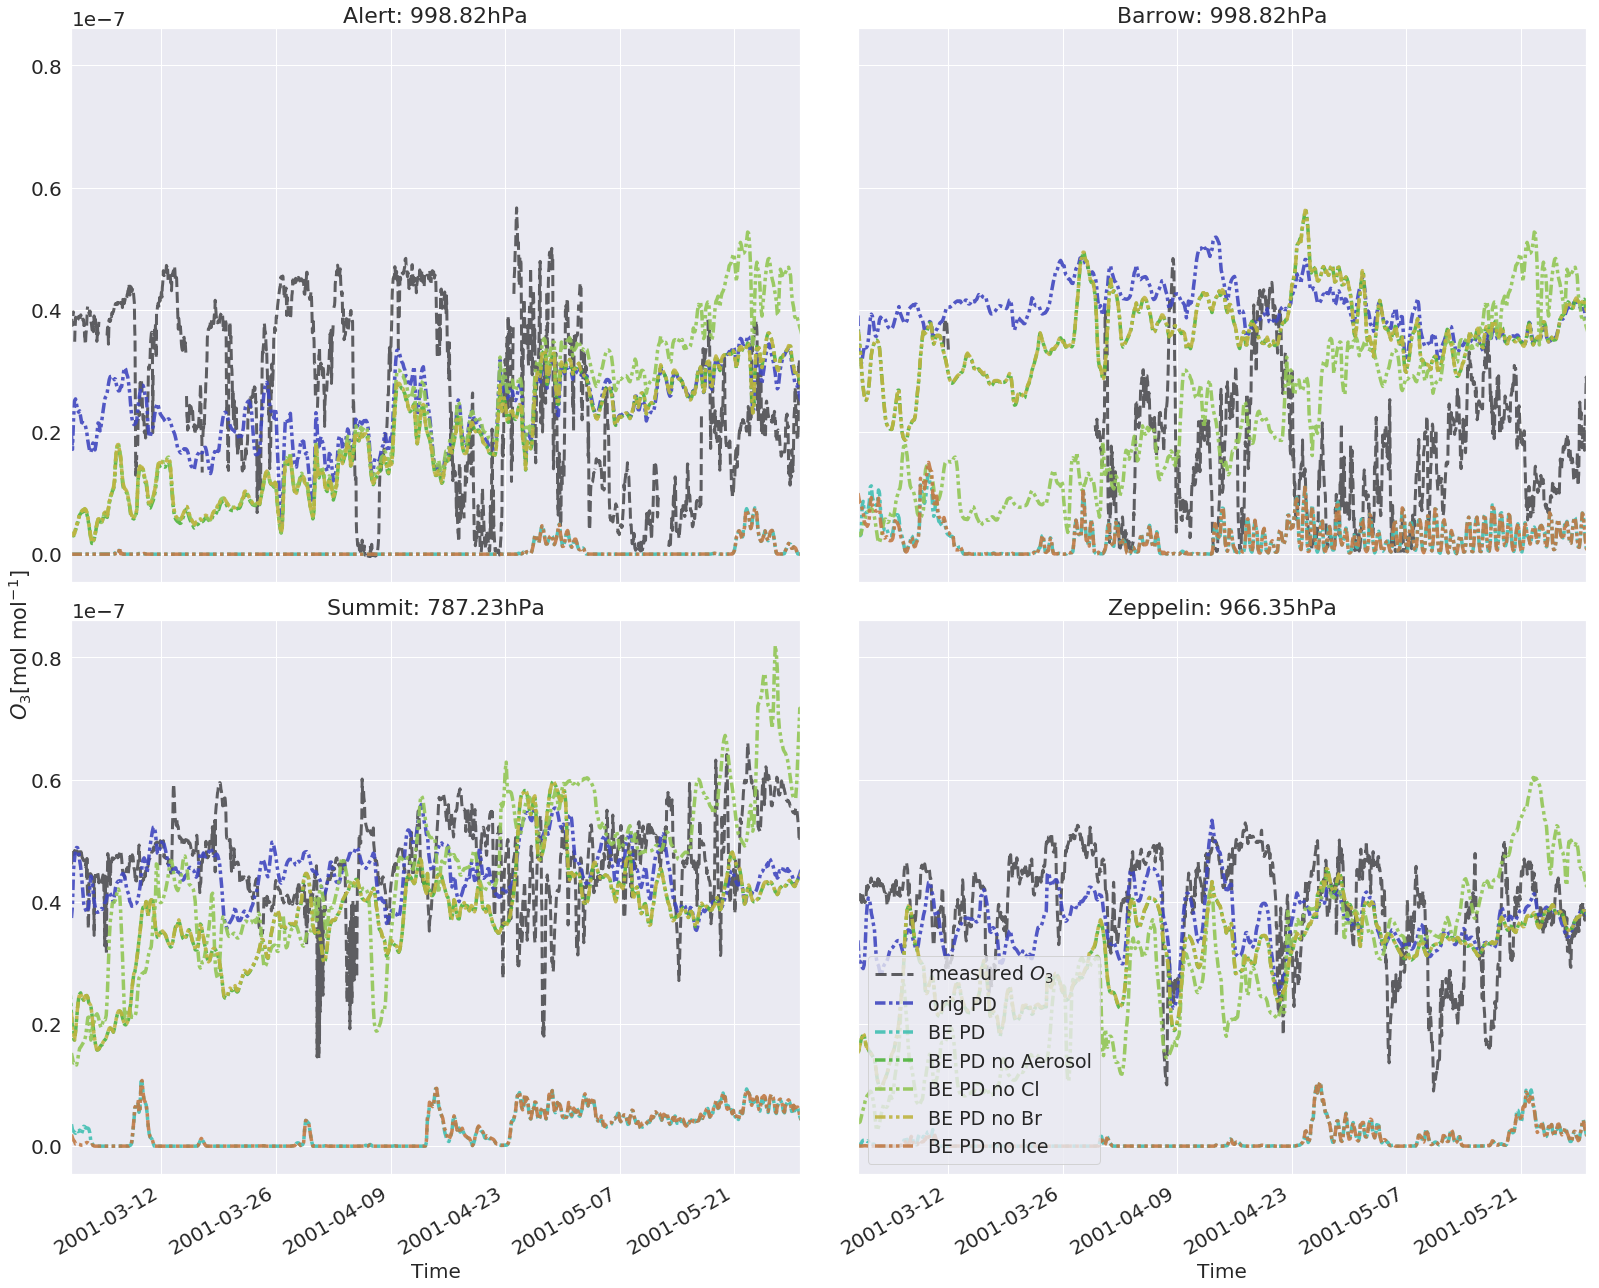 Alert: 998.82hPa
Barrow: 998.82hPa
1e−7
0.8
0.6
0.4
0.2
0.0
Summit: 787.23hPa
Zeppelin: 966.35hPa
1e−7
0.8
0.6
0.4
0.2
0.0
O₃[mol mol⁻¹]
measured O₃
orig PD
BE PD
BE PD no Aerosol
BE PD no Cl
BE PD no Br
BE PD no Ice
2001-03-12
2001-03-26
2001-04-09
2001-04-23
2001-05-07
2001-05-21
2001-03-12
2001-03-26
2001-04-09
2001-04-23
2001-05-07
2001-05-21
Time
Time